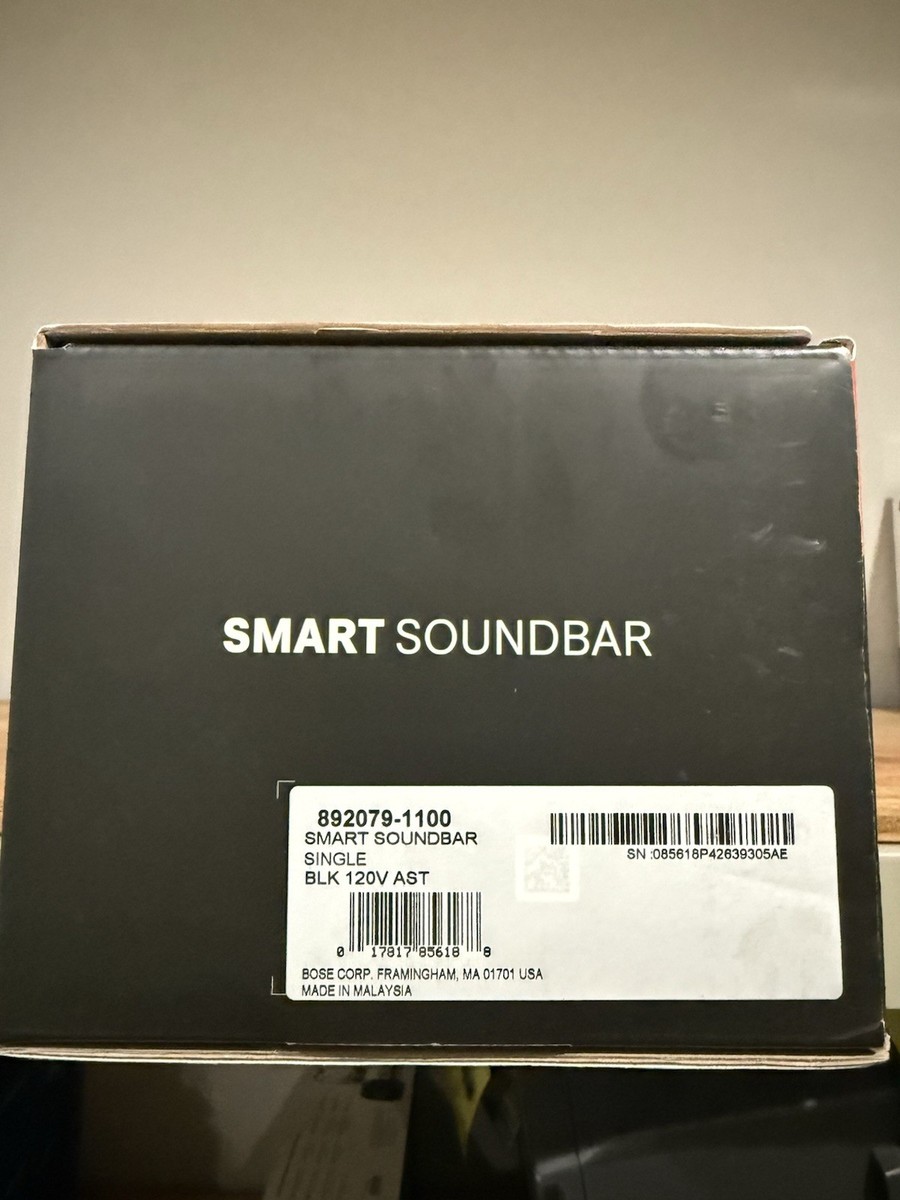 SMART SOUNDBAR
892079-1100
SMART SOUNDBAR
SINGLE
BLK 120V AST
SN :085618P42639305AE
0 17817 85618 8
BOSE CORP. FRAMINGHAM, MA 01701 USA
MADE IN MALAYSIA